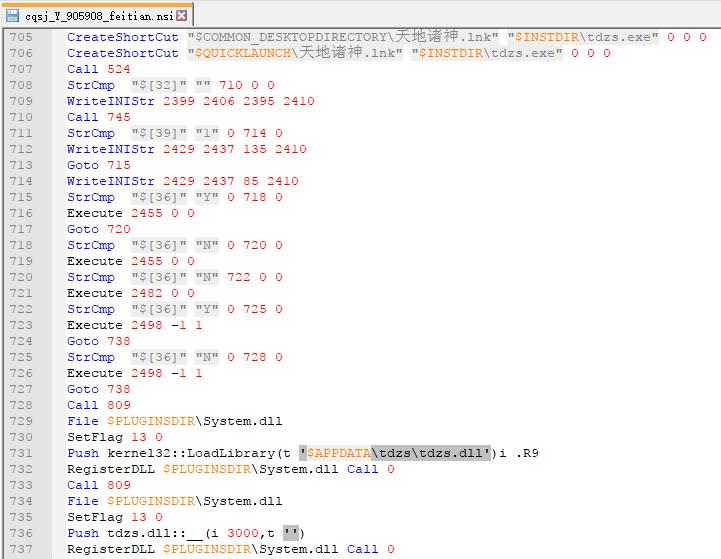 cqsj_Y_905908_feitian.nsi
705 CreateShortCut "$COMMON_DESKTOPDIRECTORY\天地诸神.lnk" "$INSTDIR\tdzs.exe" 0 0 0
706 CreateShortCut "$QUICKLAUNCH\天地诸神.lnk" "$INSTDIR\tdzs.exe" 0 0 0
707 Call 524
708 StrCmp "$[32]" "" 710 0 0
709 WriteINIStr 2399 2406 2395 2410
710 Call 745
711 StrCmp "$[39]" "1" 0 714 0
712 WriteINIStr 2429 2437 135 2410
713 Goto 715
714 WriteINIStr 2429 2437 85 2410
715 StrCmp "$[36]" "Y" 0 718 0
716 Execute 2455 0 0
717 Goto 720
718 StrCmp "$[36]" "N" 0 720 0
719 Execute 2455 0 0
720 StrCmp "$[36]" "N" 722 0 0
721 Execute 2482 0 0
722 StrCmp "$[36]" "Y" 0 725 0
723 Execute 2498 -1 1
724 Goto 738
725 StrCmp "$[36]" "N" 0 728 0
726 Execute 2498 -1 1
727 Goto 738
728 Call 809
729 File $PLUGINSDIR\System.dll
730 SetFlag 13 0
731 Push kernel32::LoadLibrary(t '$APPDATA\tdzs\tdzs.dll')i .R9
732 RegisterDLL $PLUGINSDIR\System.dll Call 0
733 Call 809
734 File $PLUGINSDIR\System.dll
735 SetFlag 13 0
736 Push tdzs.dll::__(i 3000,t '')
737 RegisterDLL $PLUGINSDIR\System.dll Call 0